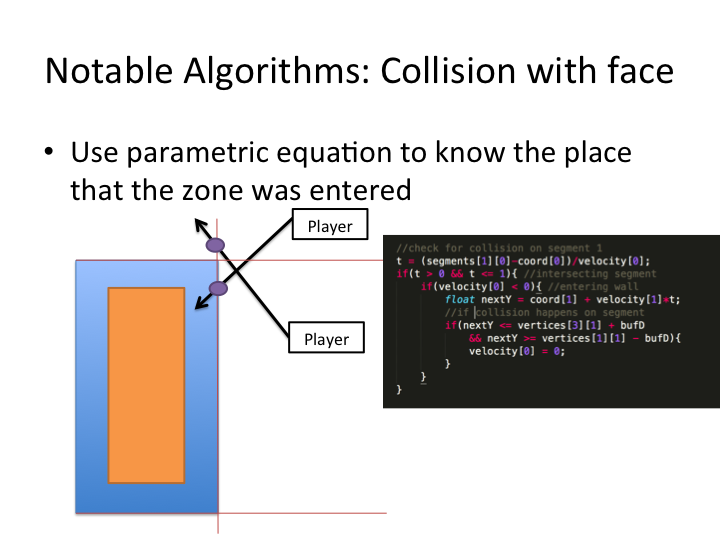 Notable Algorithms: Collision with face
• Use parametric equation to know the place
that the zone was entered
Player
Player
//check for collision on segment 1
t = (segments[1][0]-coord[0])/velocity[0];
if(t > 0 && t <= 1){ //intersecting segment
if(velocity[0] < 0){ //entering wall
float nextY = coord[1] + velocity[1]*t;
//if collision happens on segment
if(nextY <= vertices[3][1] + bufD
&& nextY >= vertices[1][1] - bufD){
velocity[0] = 0;
}
}
}